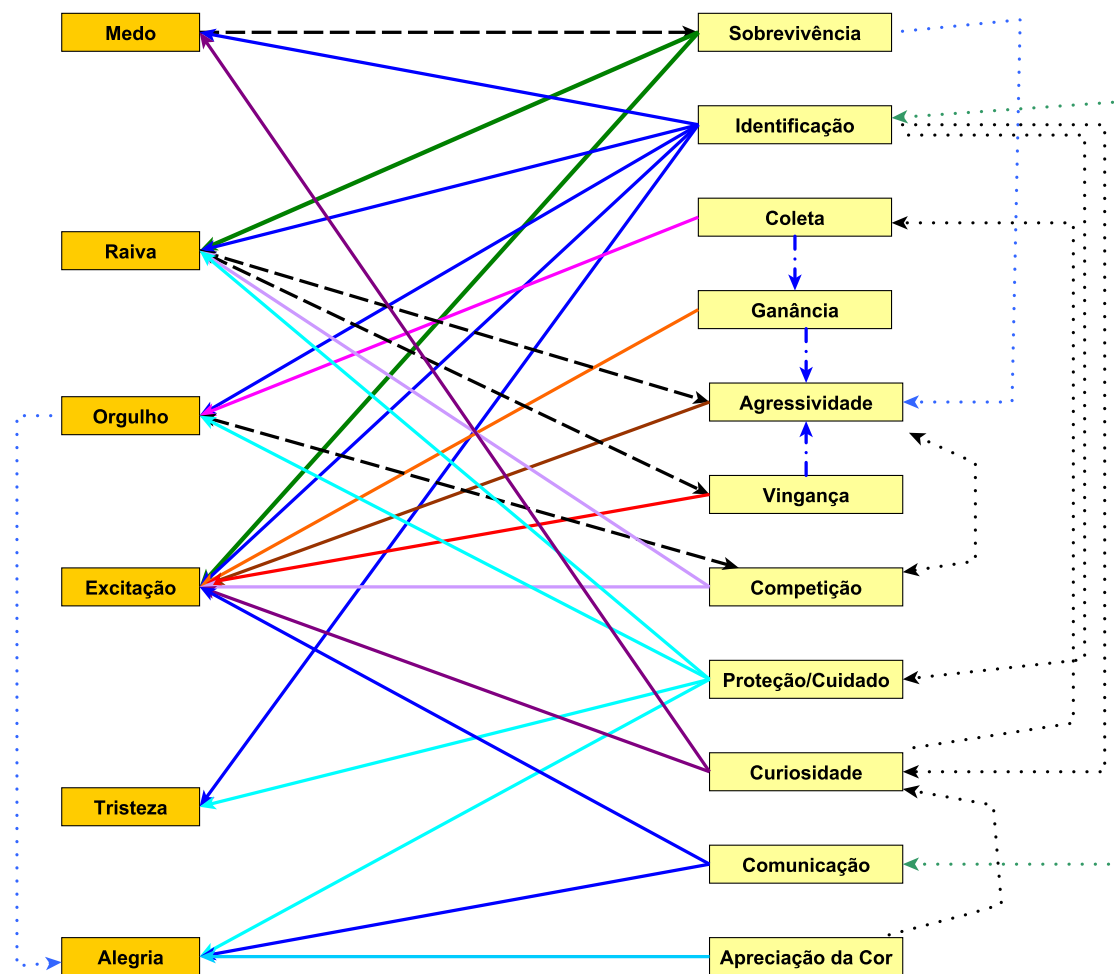 Medo
Sobrevivência
Identificação
Coleta
Raiva
Ganância
Orgulho
Agressividade
Vingança
Excitação
Competição
Proteção/Cuidado
Curiosidade
Tristeza
Comunicação
Alegria
Apreciação da Cor